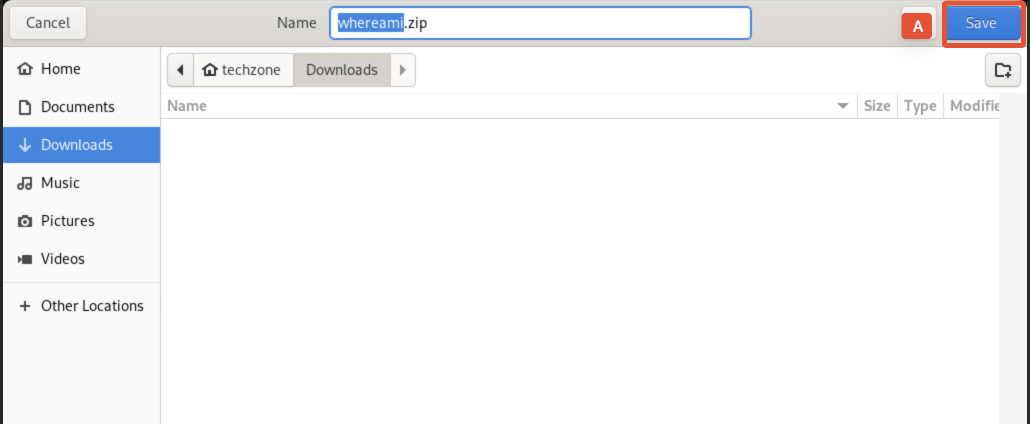 Cancel
Name
whereami.zip
A
Save
Home
techzone
Downloads
Documents
Name
Size
Type
Modifie
Downloads
Music
Pictures
Videos
Other Locations